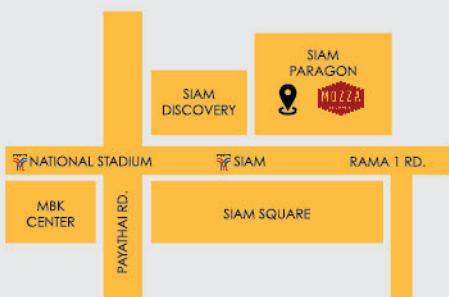 SIAM
PARAGON
MOZZA
SIAM
DISCOVERY
NATIONAL STADIUM
SIAM
RAMA 1 RD.
MBK
CENTER
PAYATHAI RD.
SIAM SQUARE